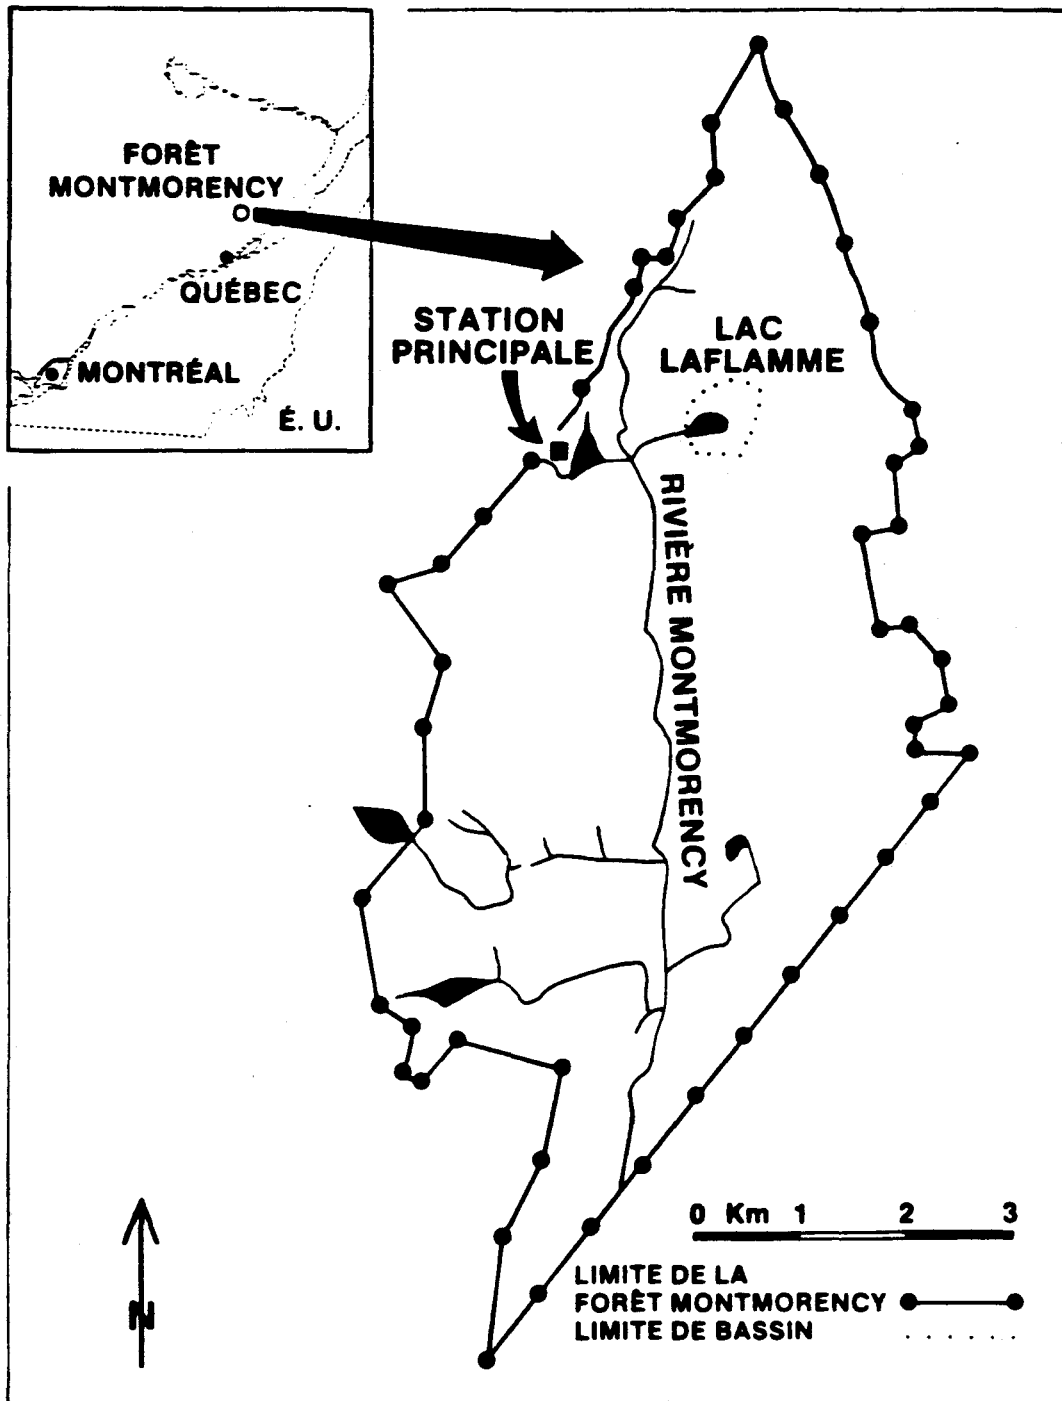 FORÊT
MONTMORENCY
QUÉBEC
MONTRÉAL
É. U.
STATION
PRINCIPALE
LAC
LAFLAMME
RIVIÈRE MONTMORENCY
N
0 Km 1 2 3
LIMITE DE LA
FORÊT MONTMORENCY
LIMITE DE BASSIN